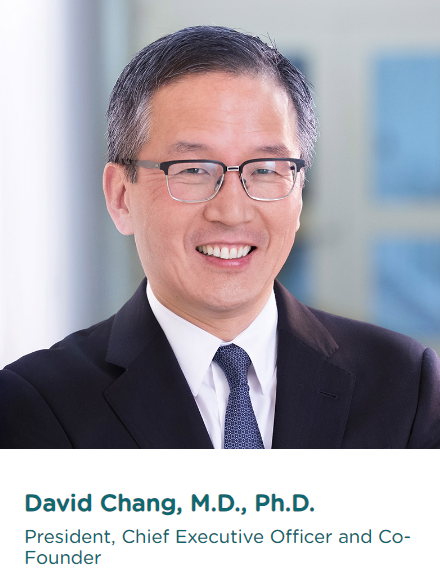 David Chang, M.D., Ph.D.
President, Chief Executive Officer and Co-
Founder